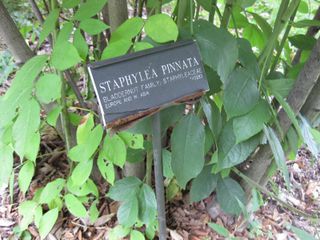 STAPHYLEA PINNATA
BLADDERNUT FAMILY, STAPHYLEACEAE
EUROPE AND W. ASIA